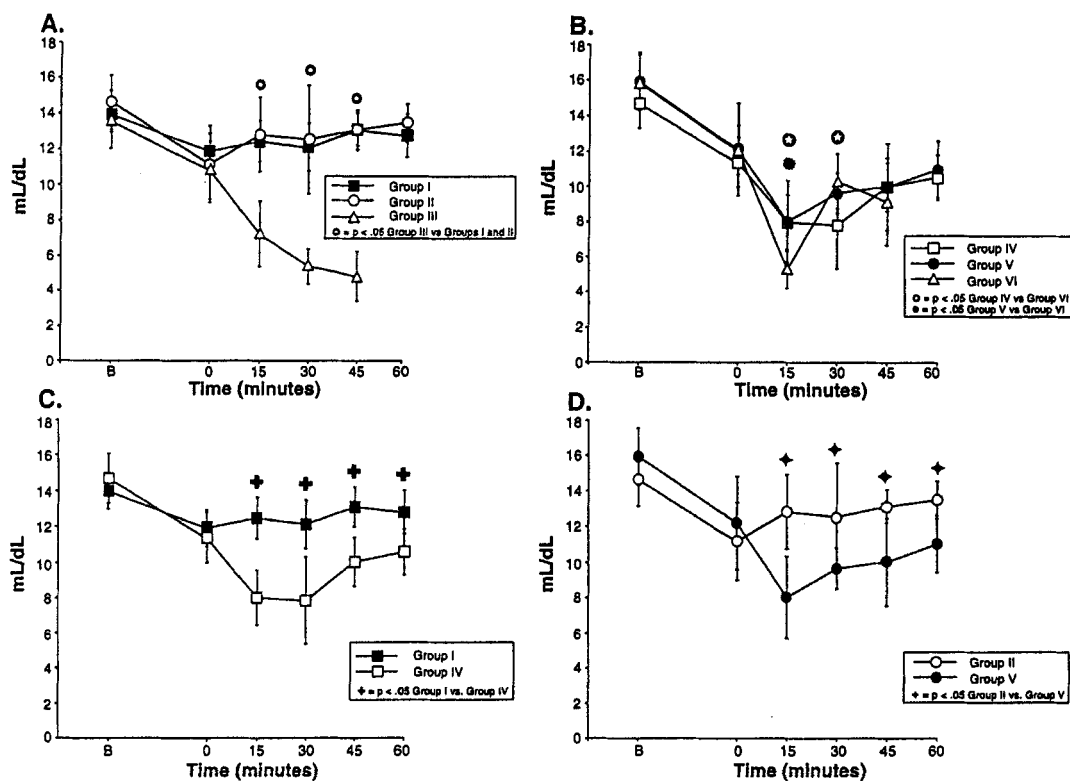 A.
18
16
14
12
10
8
6
4
2
0
mL/dL
Group I
Group II
Group III
= p < .05 Group III vs Groups I and II
B 0 15 30 45 60
Time (minutes)
B.
18
16
14
12
10
8
6
4
2
0
mL/dL
Group IV
Group V
Group VI
= p < .05 Group IV vs Group VI
= p < .05 Group V vs Group VI
B 0 15 30 45 60
Time (minutes)
C.
18
16
14
12
10
8
6
4
2
0
mL/dL
Group I
Group IV
+ = p < .05 Group I vs. Group IV
B 0 15 30 45 60
Time (minutes)
D.
18
16
14
12
10
8
6
4
2
0
mL/dL
Group II
Group V
+ = p < .05 Group II vs. Group V
B 0 15 30 45 60
Time (minutes)